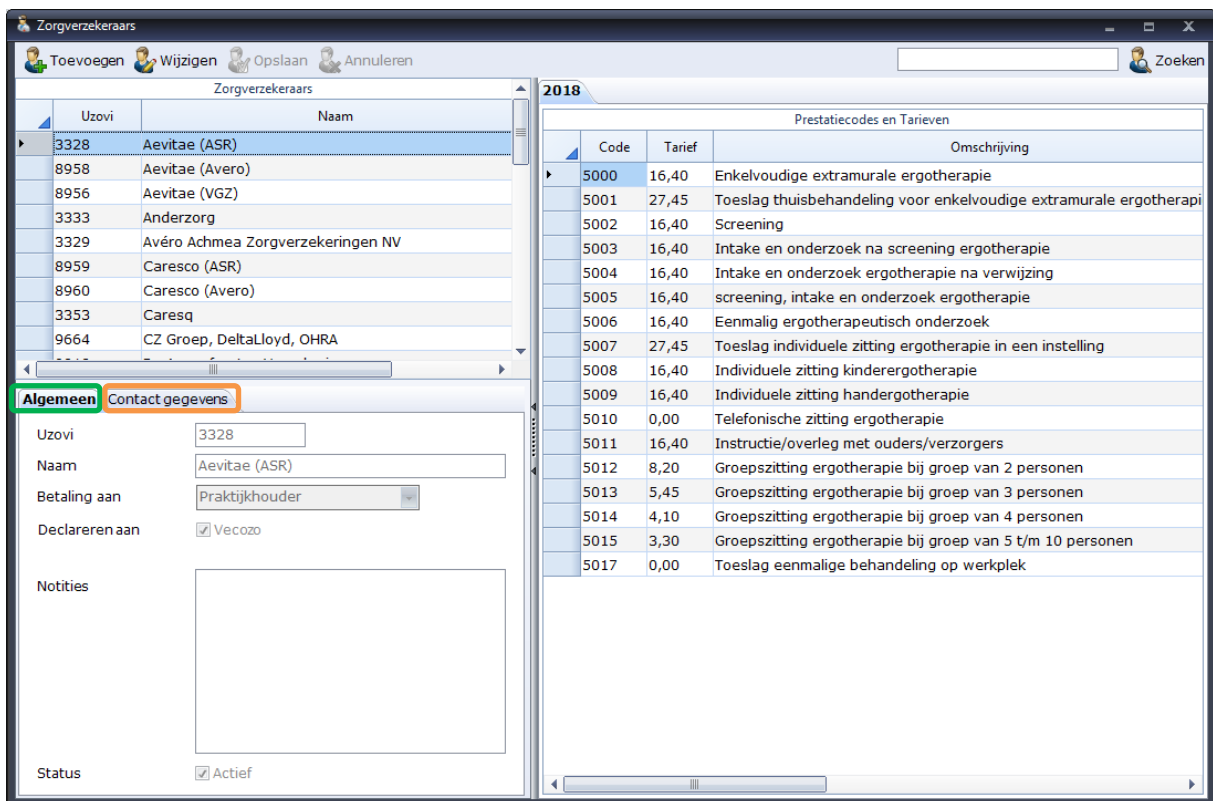 Zorgverzekeraars
Toevoegen Wijzigen Opslaan Annuleren Zoeken
Zorgverzekeraars
Uzovi Naam
3328 Aevitae (ASR)
8958 Aevitae (Avero)
8956 Aevitae (VGZ)
3333 Anderzorg
3329 Avéro Achmea Zorgverzekeringen NV
8959 Caresco (ASR)
8960 Caresco (Avero)
3353 Caresq
9664 CZ Groep, DeltaLloyd, OHRA
Algemeen Contact gegevens
Uzovi 3328
Naam Aevitae (ASR)
Betaling aan Praktijkhouder
Declareren aan Vecozo
Notities
Status Actief
2018
Prestatiecodes en Tarieven
Code Tarief Omschrijving
5000 16,40 Enkelvoudige extramurale ergotherapie
5001 27,45 Toeslag thuisbehandeling voor enkelvoudige extramurale ergotherapi
5002 16,40 Screening
5003 16,40 Intake en onderzoek na screening ergotherapie
5004 16,40 Intake en onderzoek ergotherapie na verwijzing
5005 16,40 screening, intake en onderzoek ergotherapie
5006 16,40 Eenmalig ergotherapeutisch onderzoek
5007 27,45 Toeslag individuele zitting ergotherapie in een instelling
5008 16,40 Individuele zitting kinderergotherapie
5009 16,40 Individuele zitting handergotherapie
5010 0,00 Telefonische zitting ergotherapie
5011 16,40 Instructie/overleg met ouders/verzorgers
5012 8,20 Groepszitting ergotherapie bij groep van 2 personen
5013 5,45 Groepszitting ergotherapie bij groep van 3 personen
5014 4,10 Groepszitting ergotherapie bij groep van 4 personen
5015 3,30 Groepszitting ergotherapie bij groep van 5 t/m 10 personen
5017 0,00 Toeslag eenmalige behandeling op werkplek